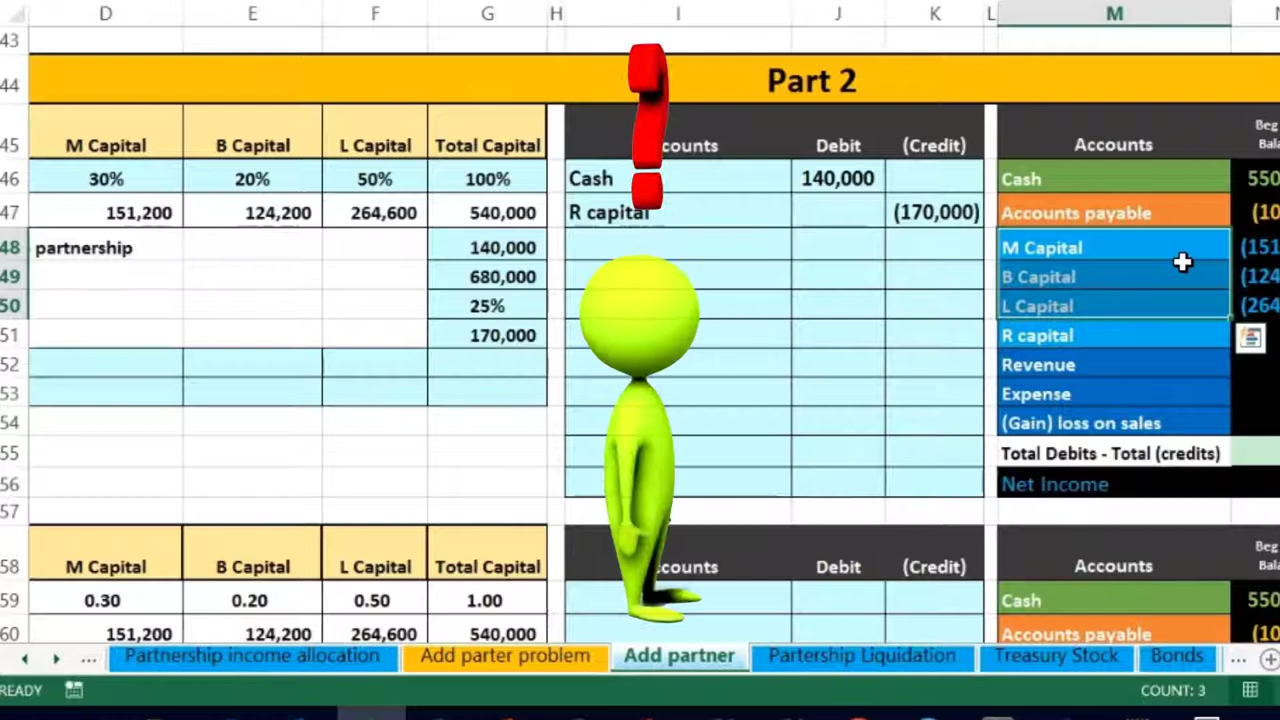 D E F G H I J K L M
43
44 Part 2
45 M Capital B Capital L Capital Total Capital Debit (Credit) Accounts Beg
46 30% 20% 50% 100% Cash 140,000 Cash 550
47 151,200 124,200 264,600 540,000 R capital (170,000) Accounts payable (10
48 partnership 140,000 M Capital (151
49 680,000 B Capital (124
50 25% L Capital (264
51 170,000 R capital
52 Revenue
53 Expense
54 (Gain) loss on sales
55 Total Debits - Total (credits)
56 Net Income
57
58 M Capital B Capital L Capital Total Capital Debit (Credit) Accounts Beg
59 0.30 0.20 0.50 1.00 Cash 550
60 151,200 124,200 264,600 540,000 Accounts payable (10
... Partnership income allocation Add parter problem Add partner Partership Liquidation Treasury Stock Bonds ...
READY COUNT: 3